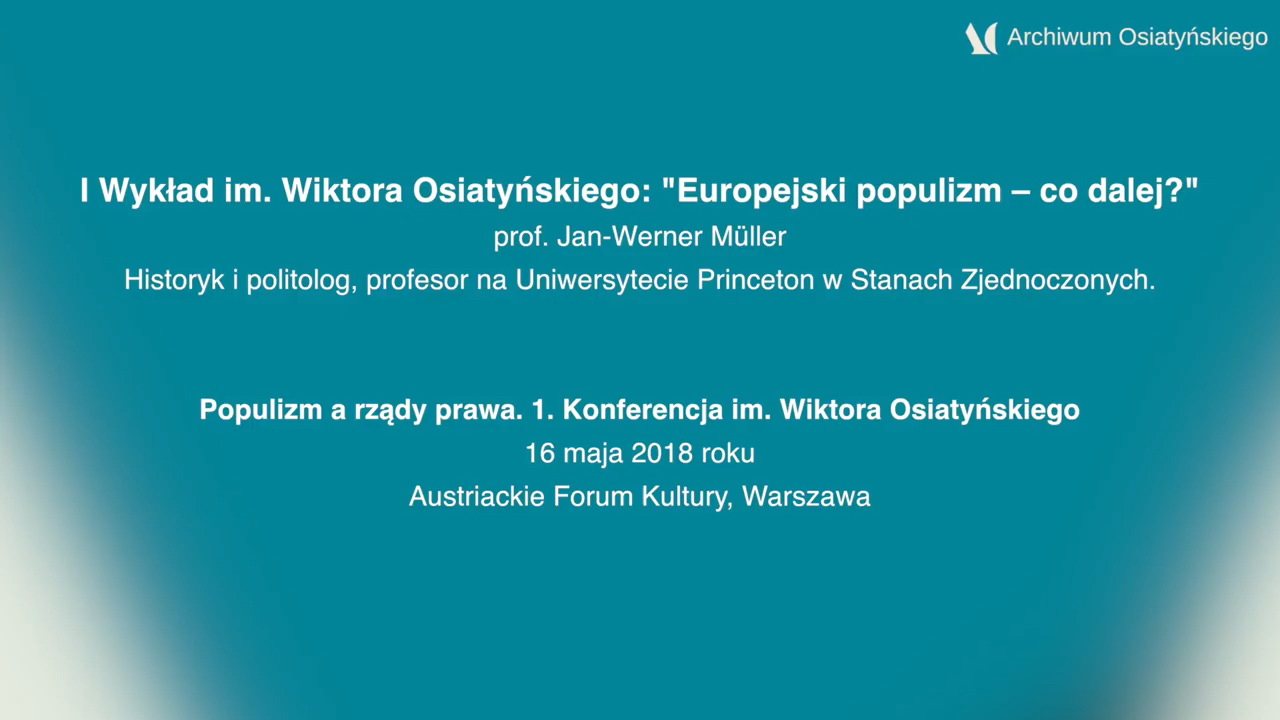 Archiwum Osiatyńskiego
I Wykład im. Wiktora Osiatyńskiego: "Europejski populizm – co dalej?"
prof. Jan-Werner Müller
Historyk i politolog, profesor na Uniwersytecie Princeton w Stanach Zjednoczonych.
Populizm a rządy prawa. 1. Konferencja im. Wiktora Osiatyńskiego
16 maja 2018 roku
Austriackie Forum Kultury, Warszawa